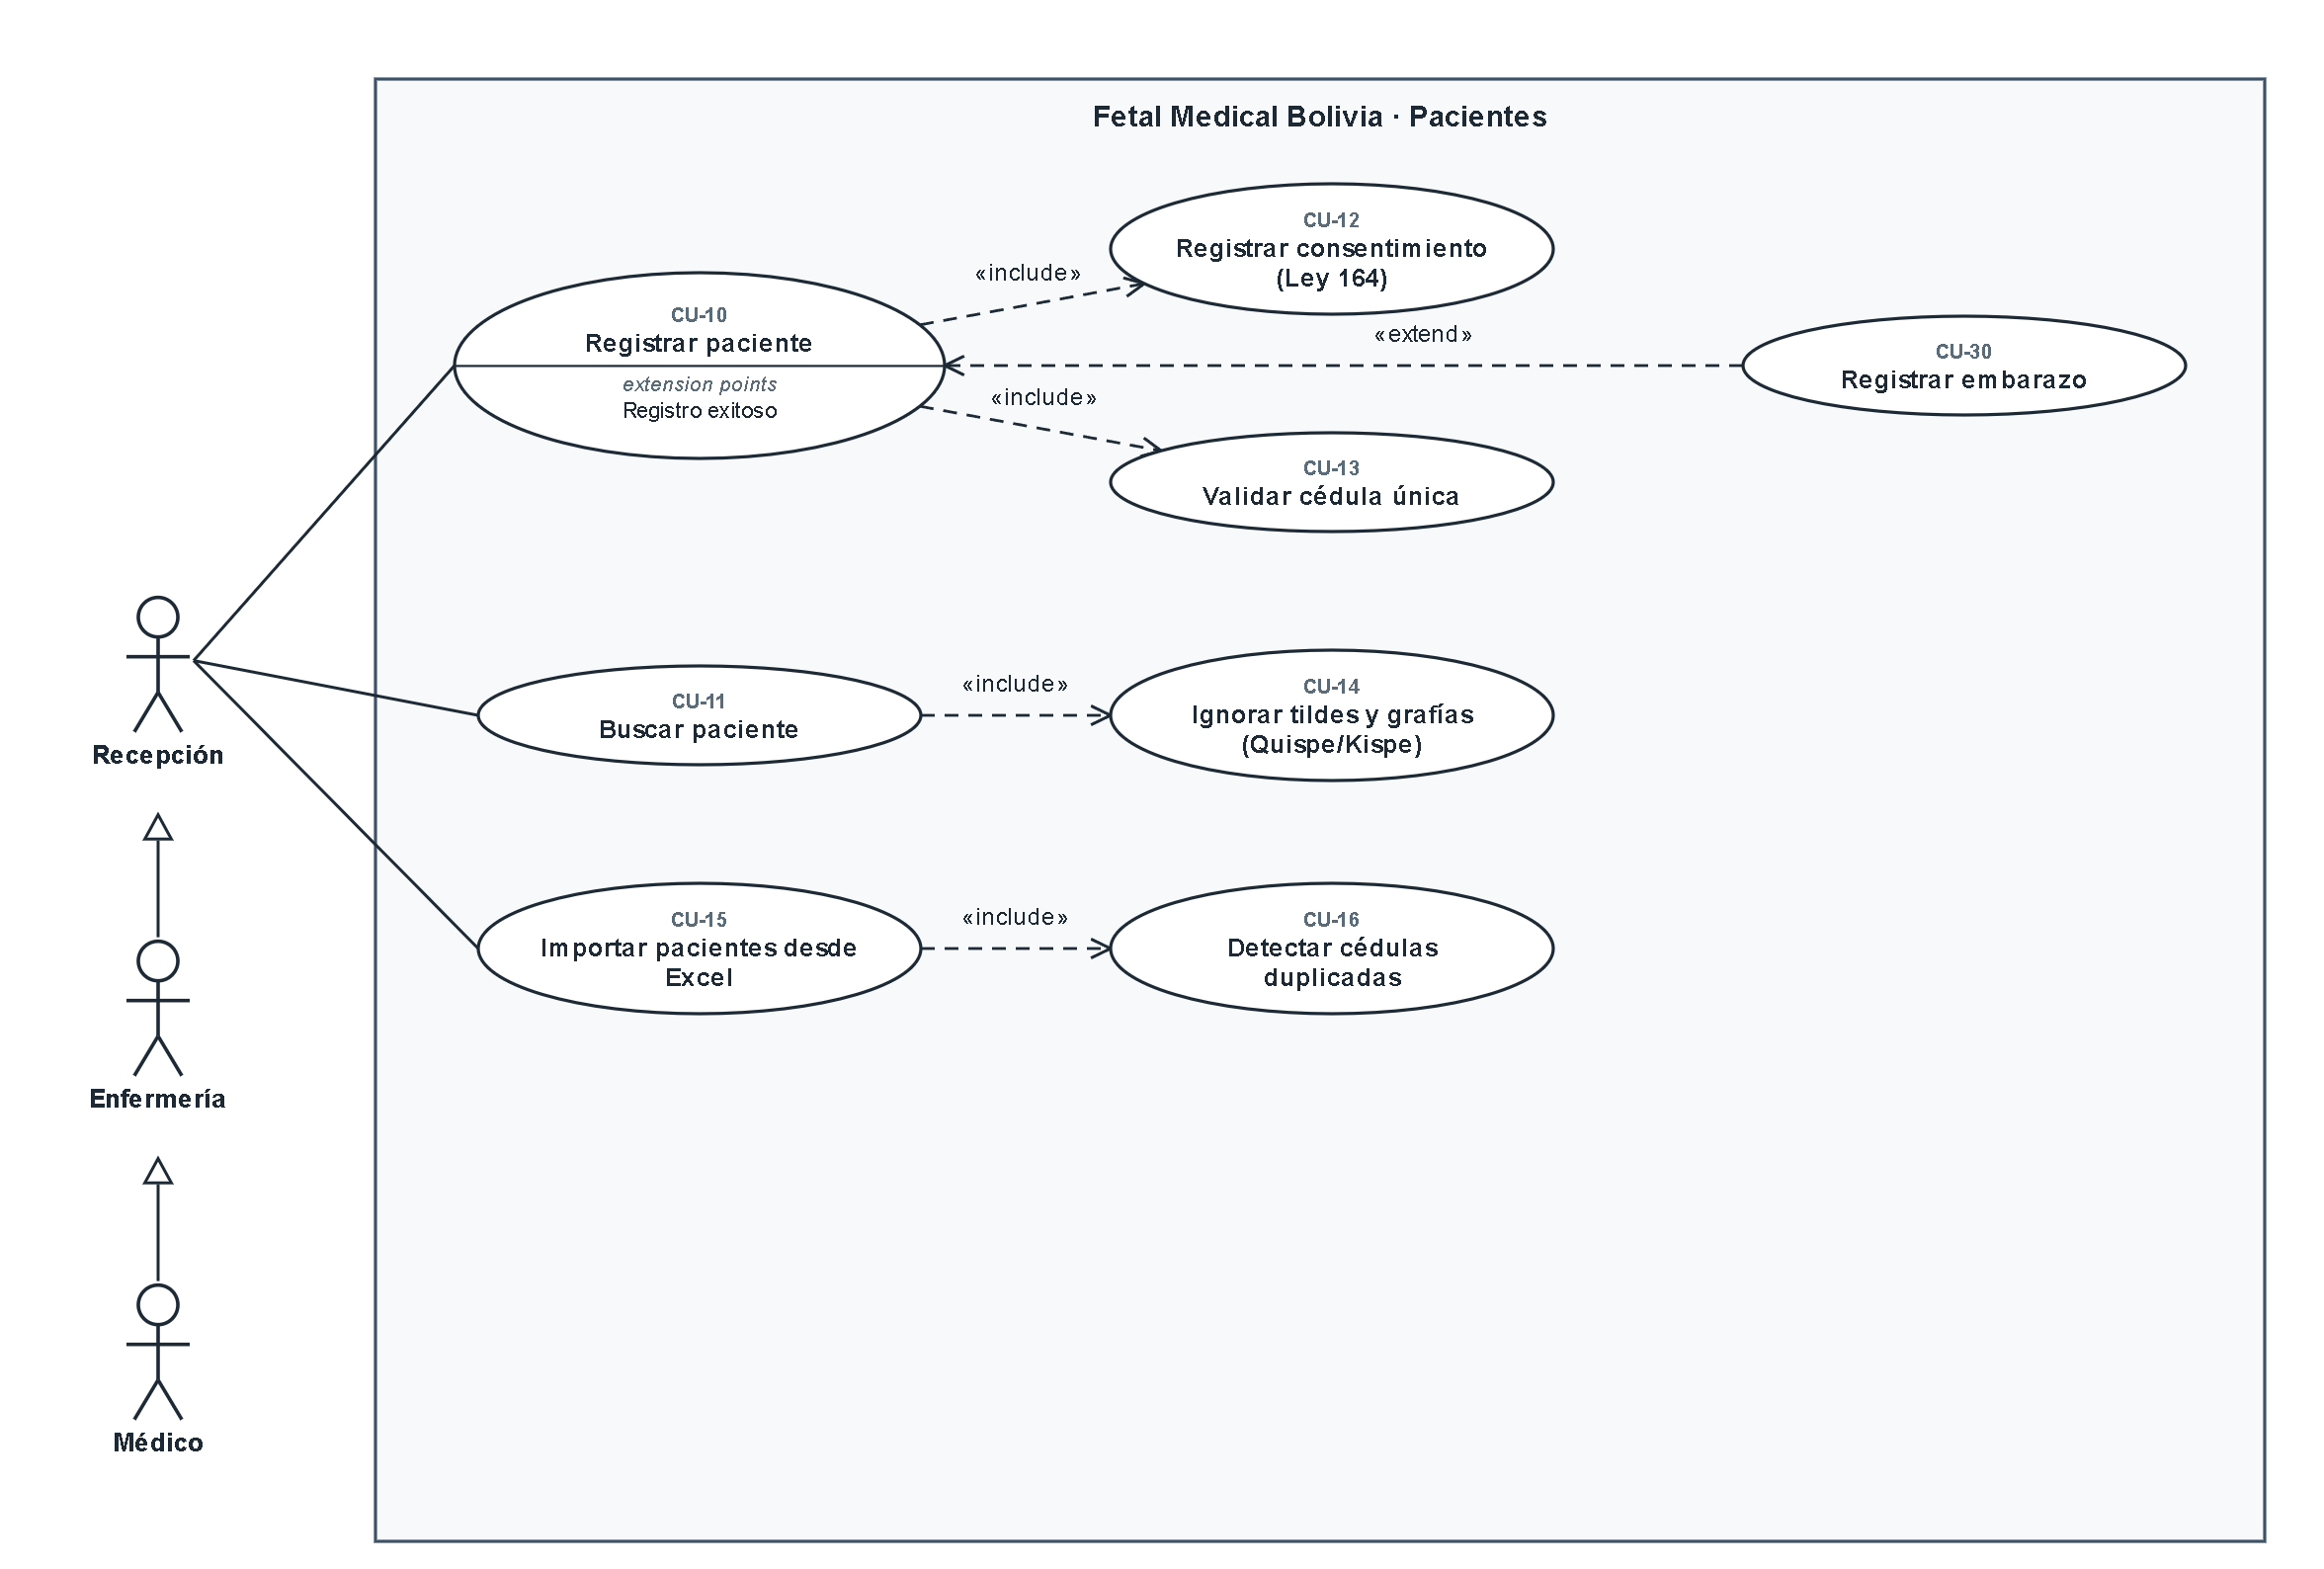 Fetal Medical Bolivia · Pacientes
CU-12
Registrar consentimiento
(Ley 164)
«include»
CU-10
Registrar paciente
extension points
Registro exitoso
«extend»
CU-30
Registrar embarazo
«include»
CU-13
Validar cédula única
Recepción
CU-11
Buscar paciente
«include»
CU-14
Ignorar tildes y grafías
(Quispe/Kispe)
CU-15
Importar pacientes desde
Excel
«include»
CU-16
Detectar cédulas
duplicadas
Enfermería
Médico